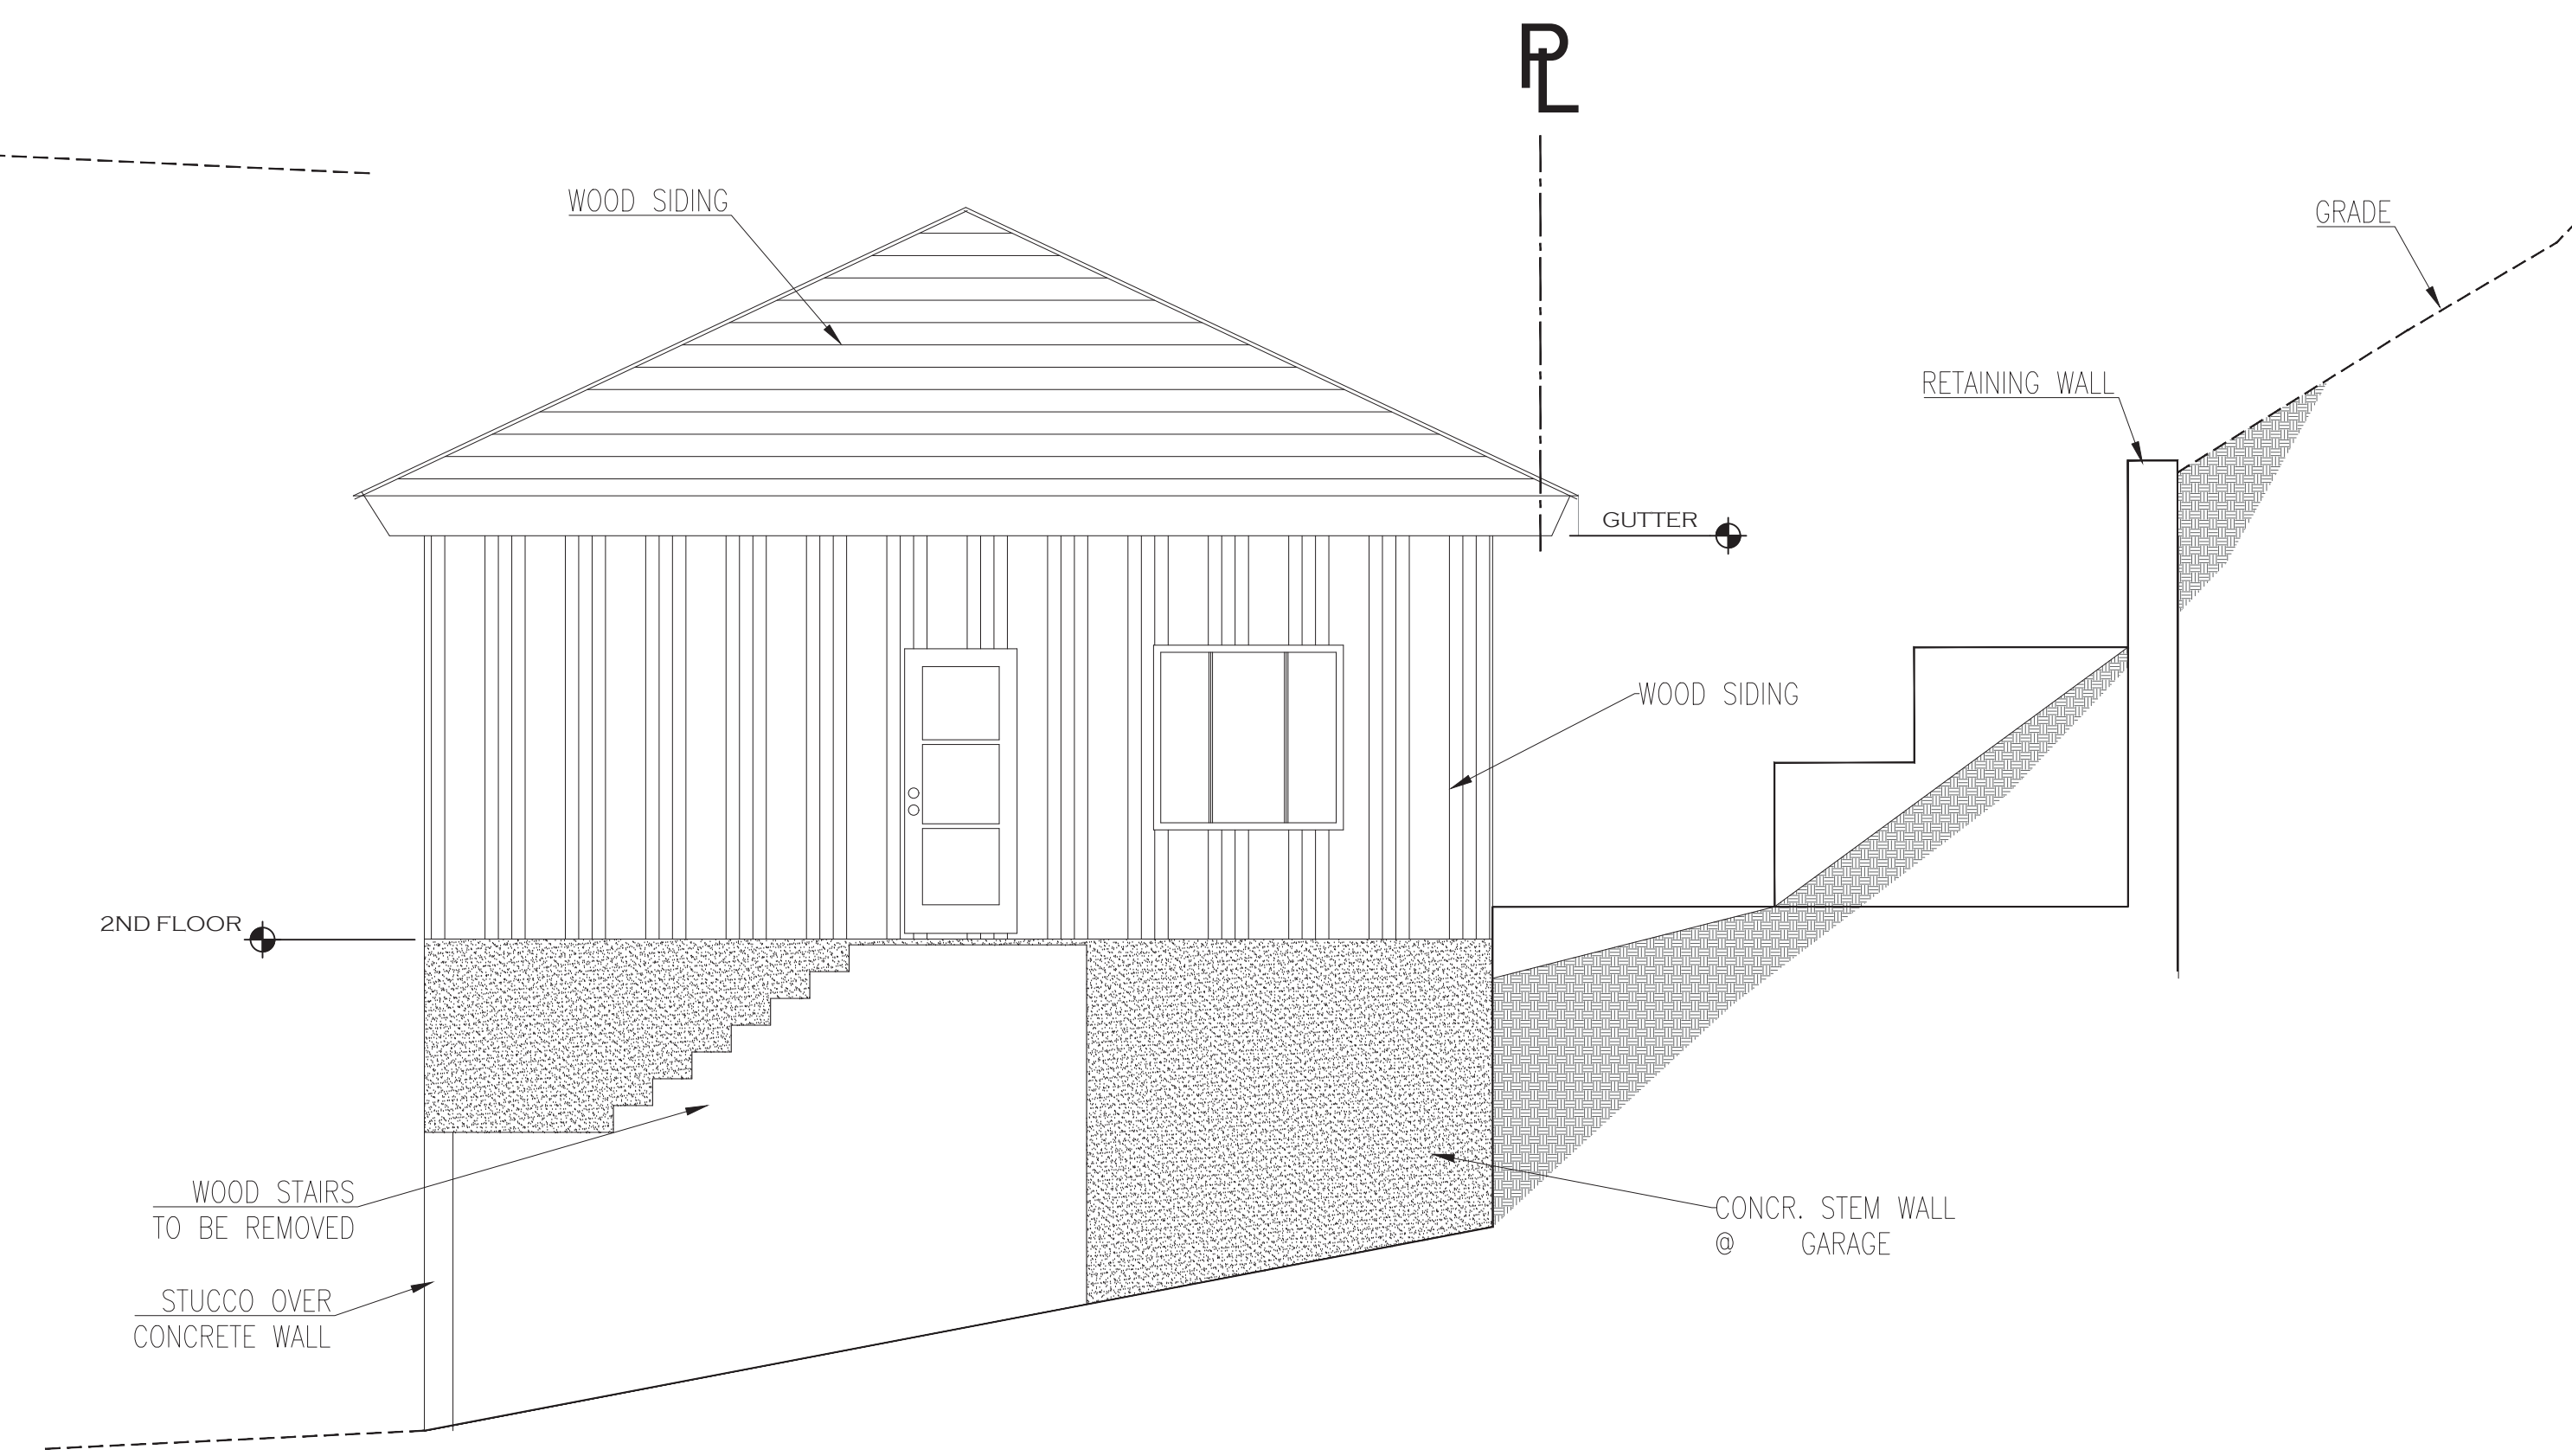 PL
WOOD SIDING
GRADE
RETAINING WALL
GUTTER
WOOD SIDING
2ND FLOOR
WOOD STAIRS
TO BE REMOVED
CONCR. STEM WALL
@ GARAGE
STUCCO OVER
CONCRETE WALL